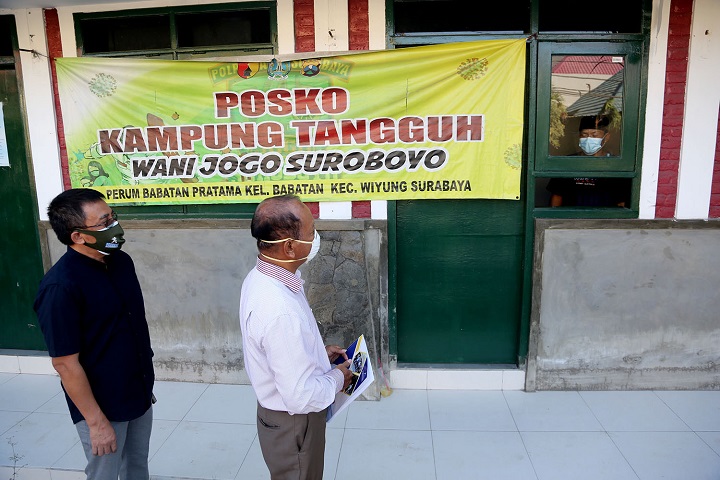 POSKO
KAMPUNG TANGGUH
WANI JOGO SUROBOYO
PERUM BABATAN PRATAMA KEL. BABATAN KEC. WIYUNG SURABAYA